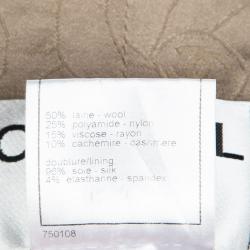 50% laine - wool
25% polyamide - nylon
15% viscose - rayon
10% cachemire - cashmere
doublure/lining
96% soie - silk
4% elasthanne - spandex
750108